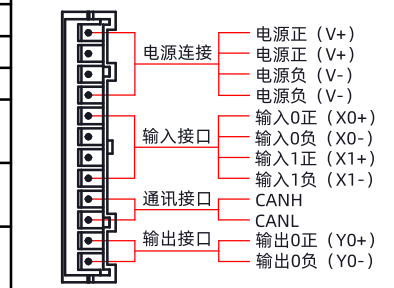 电源连接
电源正（V+）
电源正（V+）
电源负（V-）
电源负（V-）
输入接口
输入0正（X0+）
输入0负（X0-）
输入1正（X1+）
输入1负（X1-）
通讯接口
CANH
CANL
输出接口
输出0正（Y0+）
输出0负（Y0-）